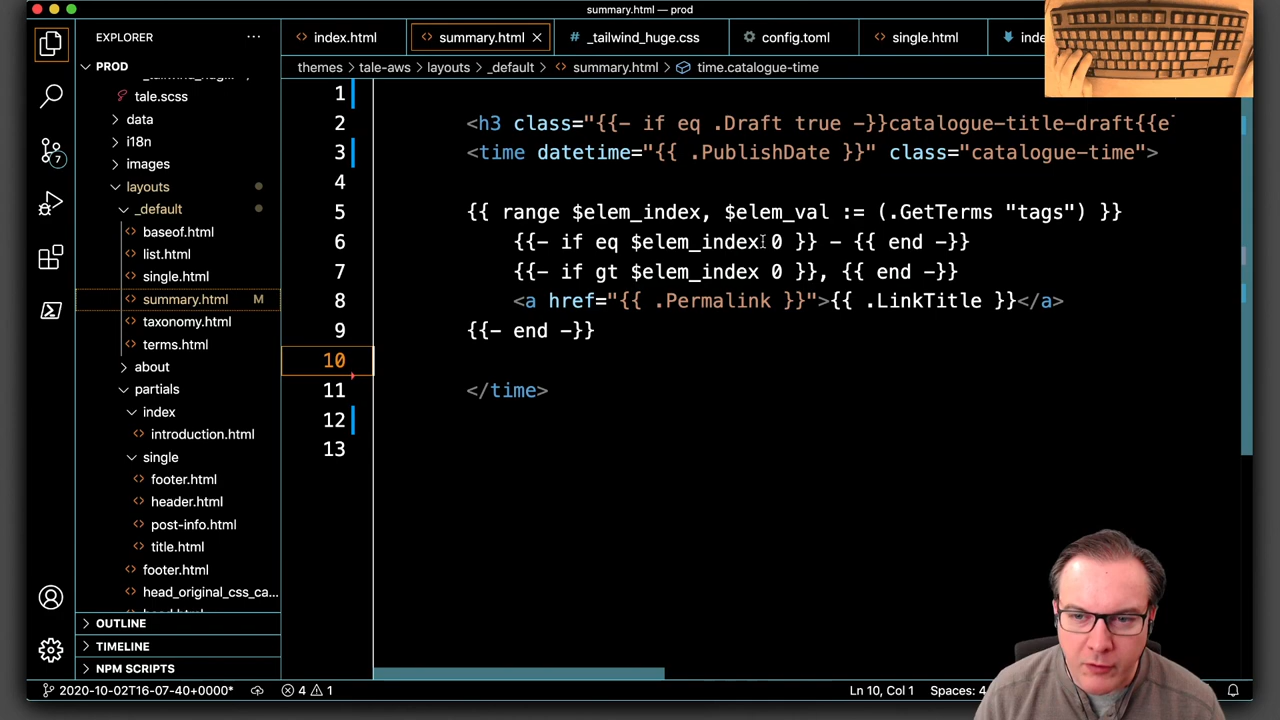 summary.html — prod
EXPLORER
PROD
_tailwind_hug...
tale.scss
data
i18n
images
layouts
_default
baseof.html
list.html
single.html
summary.html M
taxonomy.html
terms.html
about
partials
index
introduction.html
single
footer.html
header.html
post-info.html
title.html
footer.html
head_original_css_ca...
OUTLINE
TIMELINE
NPM SCRIPTS
7
index.html summary.html _tailwind_huge.css config.toml single.html inde
themes layouts tale-aws layouts _default summary.html time.catalogue-time
1
2 <h3 class="{{- if eq .Draft true -}}catalogue-title-draft{{e
3 <time datetime="{{ .PublishDate }}" class="catalogue-time">
4
5 {{ range $elem_index, $elem_val := (.GetTerms "tags") }}
6 {{- if eq $elem_index 0 }} - {{ end -}}
7 {{- if gt $elem_index 0 }}, {{ end -}}
8 <a href="{{ .Permalink }}">{{ .LinkTitle }}</a>
9 {{- end -}}
10
11 </time>
12
13
2020-10-02T16-07-40+0000* 4 1 Ln 10, Col 1 Spaces: 4